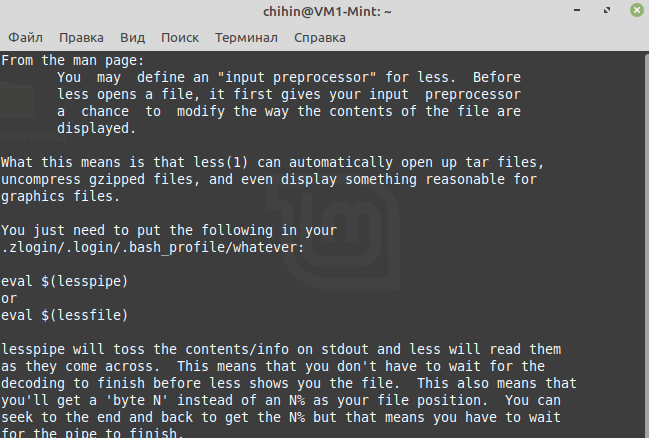 chihin@VM1-Mint: ~
Файл Правка Вид Поиск Терминал Справка
From the man page:
You  may  define an "input preprocessor" for less.  Before
less opens a file, it first gives your input  preprocessor
a  chance  to  modify the way the contents of the file are
displayed.
What this means is that less(1) can automatically open up tar files,
uncompress gzipped files, and even display something reasonable for
graphics files.
You just need to put the following in your
.zlogin/.login/.bash_profile/whatever:
eval $(lesspipe)
or
eval $(lessfile)
lesspipe will toss the contents/info on stdout and less will read them
as they come across.  This means that you don't have to wait for the
decoding to finish before less shows you the file.  This also means that
you'll get a 'byte N' instead of an N% as your file position.  You can
seek to the end and back to get the N% but that means you have to wait
for the pipe to finish.